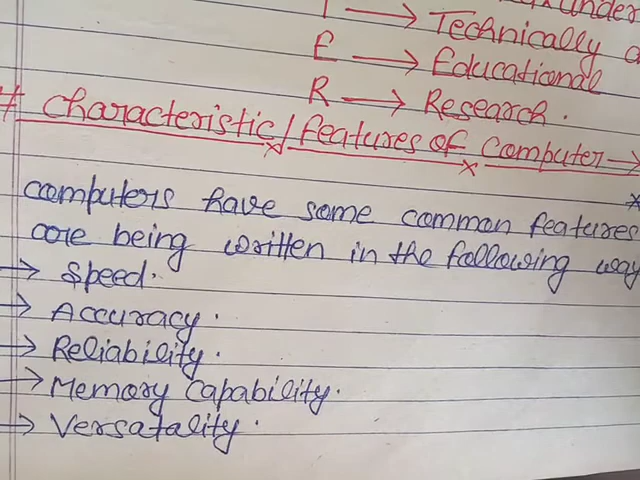 T → Technically
E → Educational
R → Research.
# Characteristic/features of computer →
computers have some common features
are being written in the following way
→ Speed.
→ Accuracy.
→ Reliability.
→ Memory Capability.
→ Versatality.